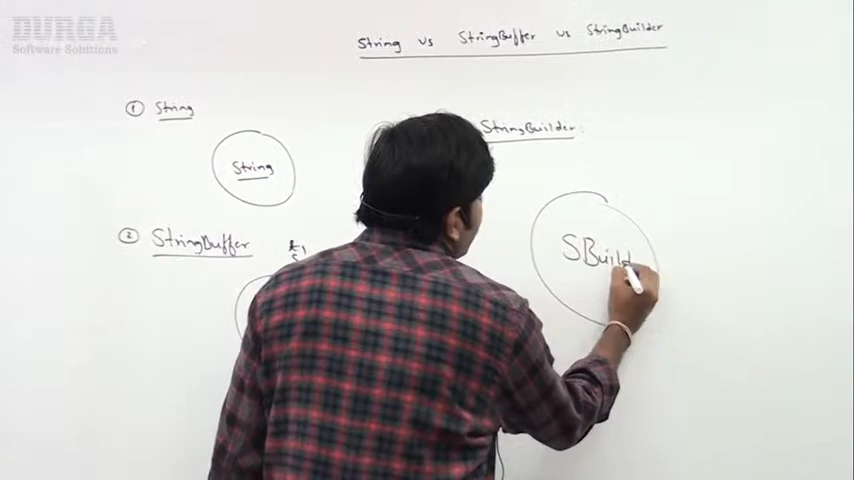 DURGA
Software Solutions
String vs StringBuffer vs StringBuilder
① String
StringBuilder:
String
② StringBuffer
SBuild